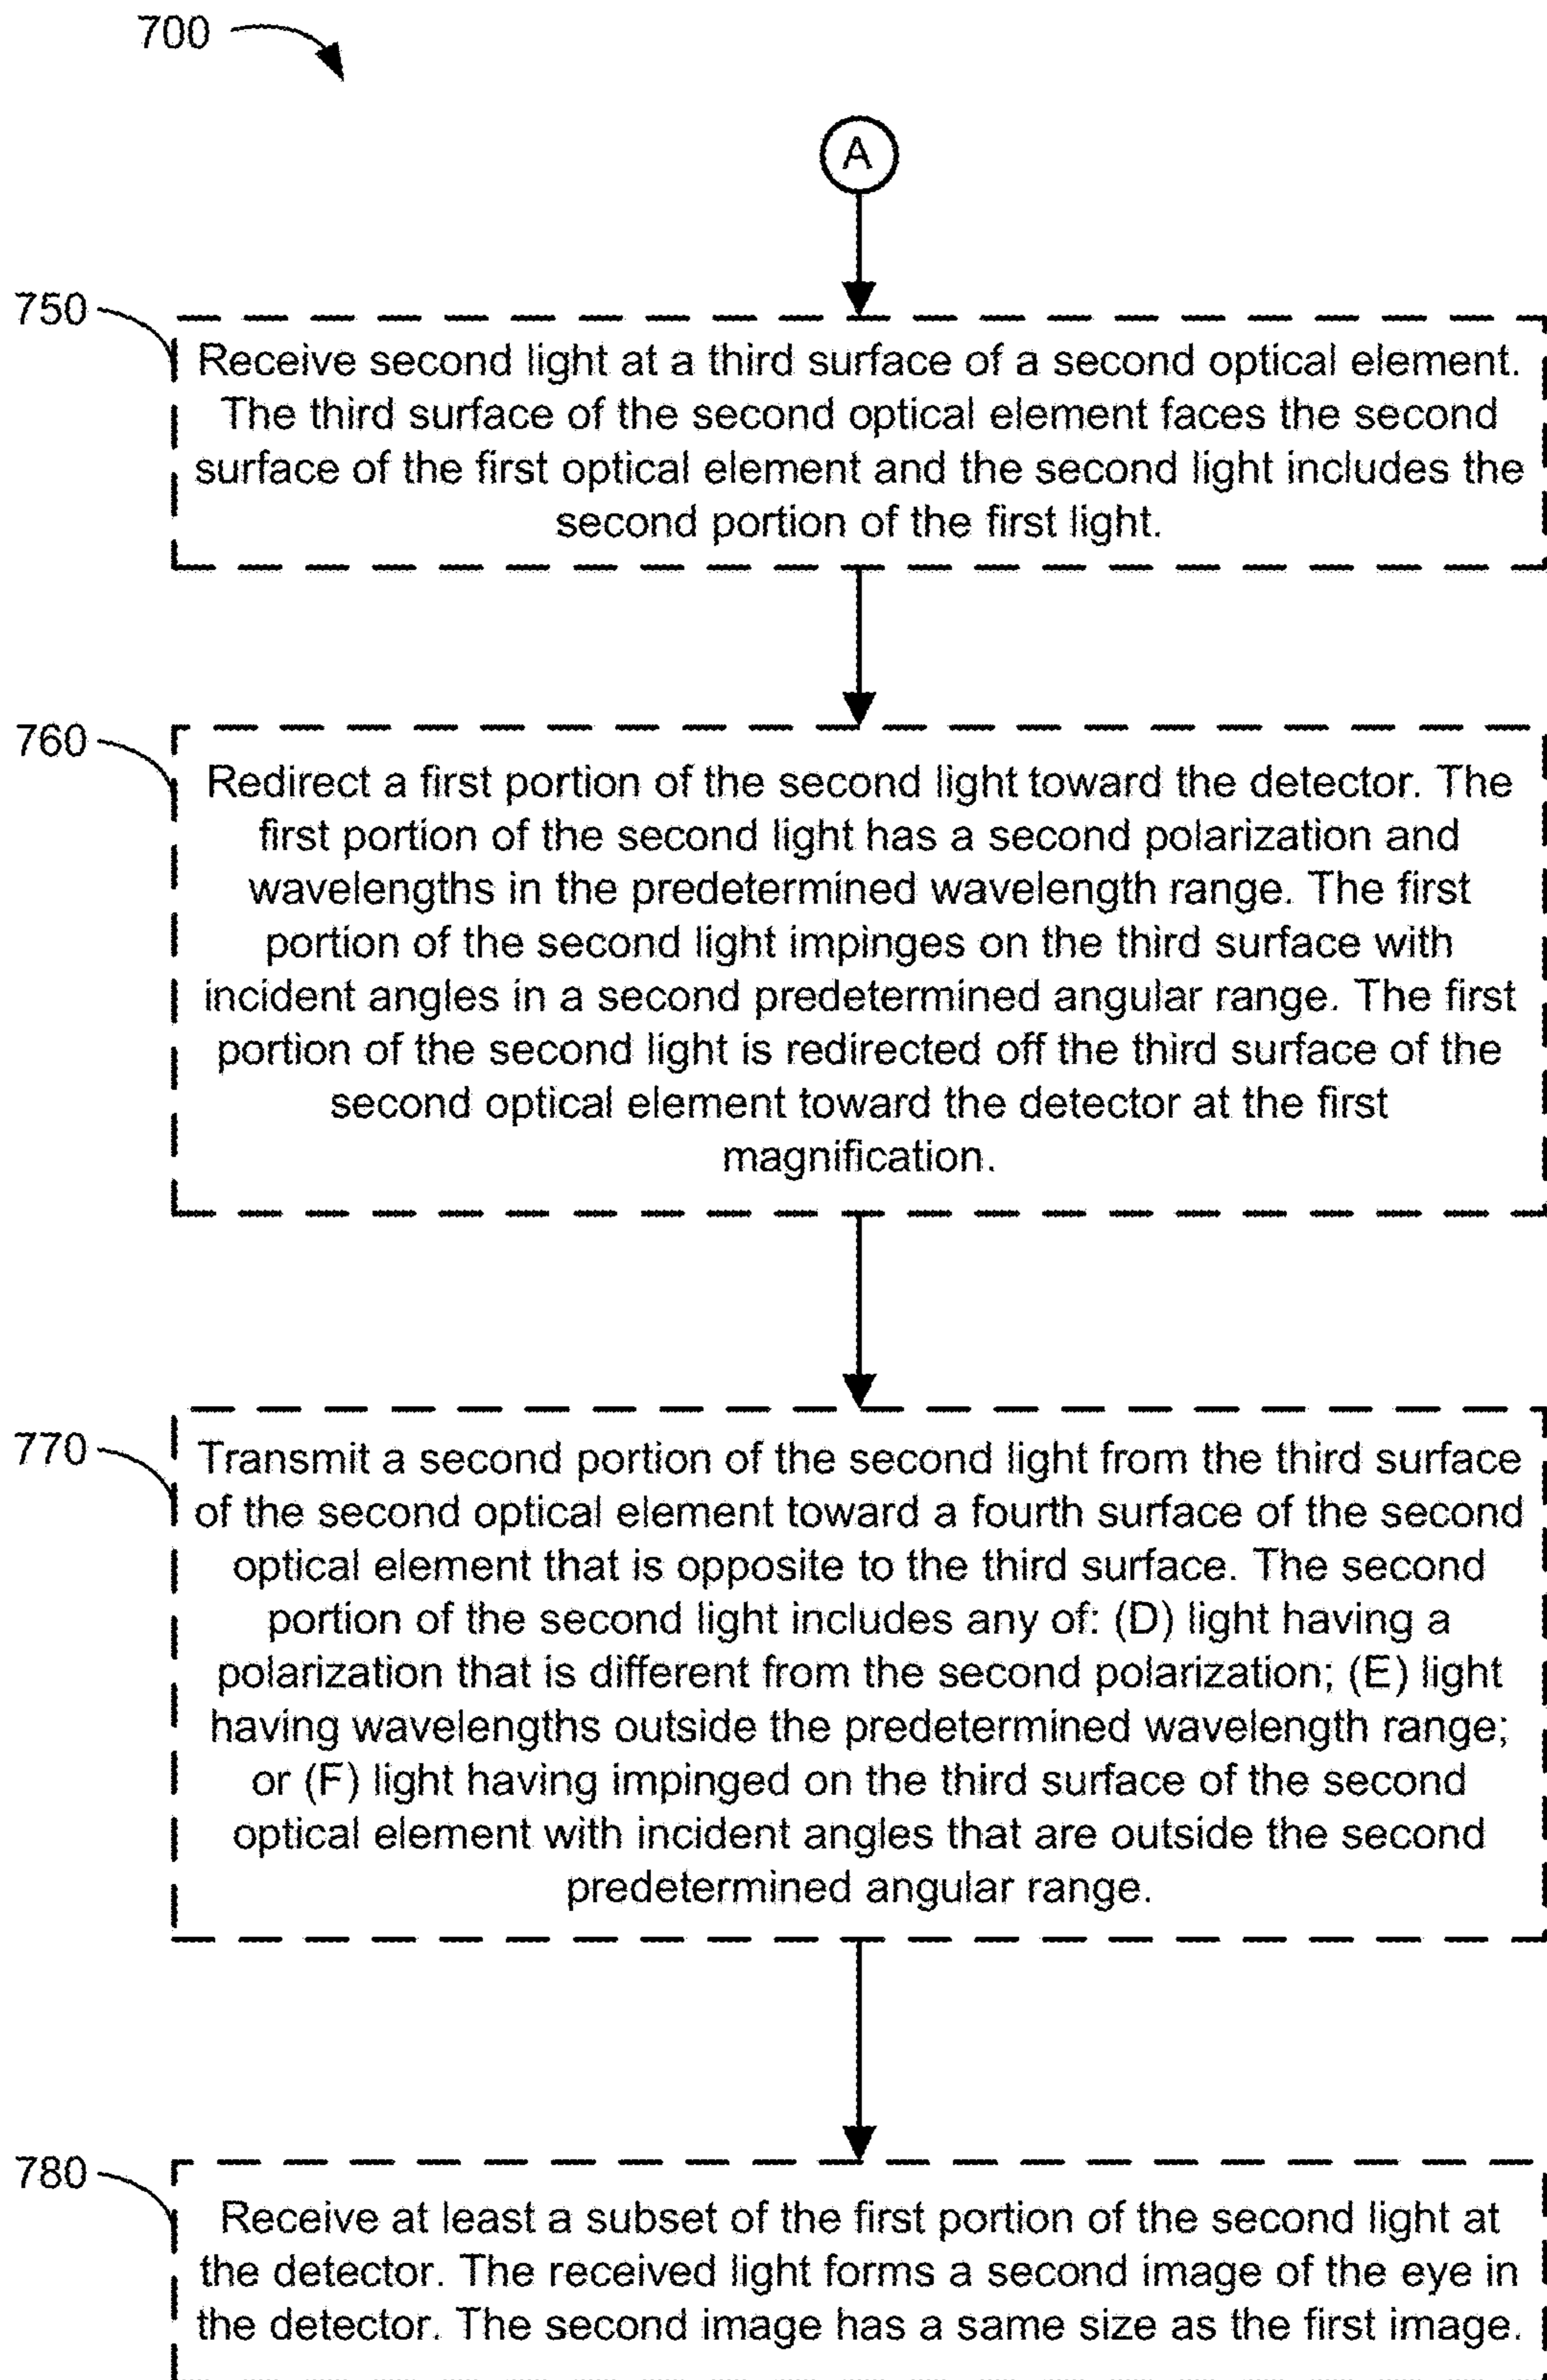 700
A
750
Receive second light at a third surface of a second optical element.
The third surface of the second optical element faces the second
surface of the first optical element and the second light includes the
second portion of the first light.
760
Redirect a first portion of the second light toward the detector. The
first portion of the second light has a second polarization and
wavelengths in the predetermined wavelength range. The first
portion of the second light impinges on the third surface with
incident angles in a second predetermined angular range. The first
portion of the second light is redirected off the third surface of the
second optical element toward the detector at the first
magnification.
770
Transmit a second portion of the second light from the third surface
of the second optical element toward a fourth surface of the second
optical element that is opposite to the third surface. The second
portion of the second light includes any of: (D) light having a
polarization that is different from the second polarization; (E) light
having wavelengths outside the predetermined wavelength range;
or (F) light having impinged on the third surface of the second
optical element with incident angles that are outside the second
predetermined angular range.
780
Receive at least a subset of the first portion of the second light at
the detector. The received light forms a second image of the eye in
the detector. The second image has a same size as the first image.